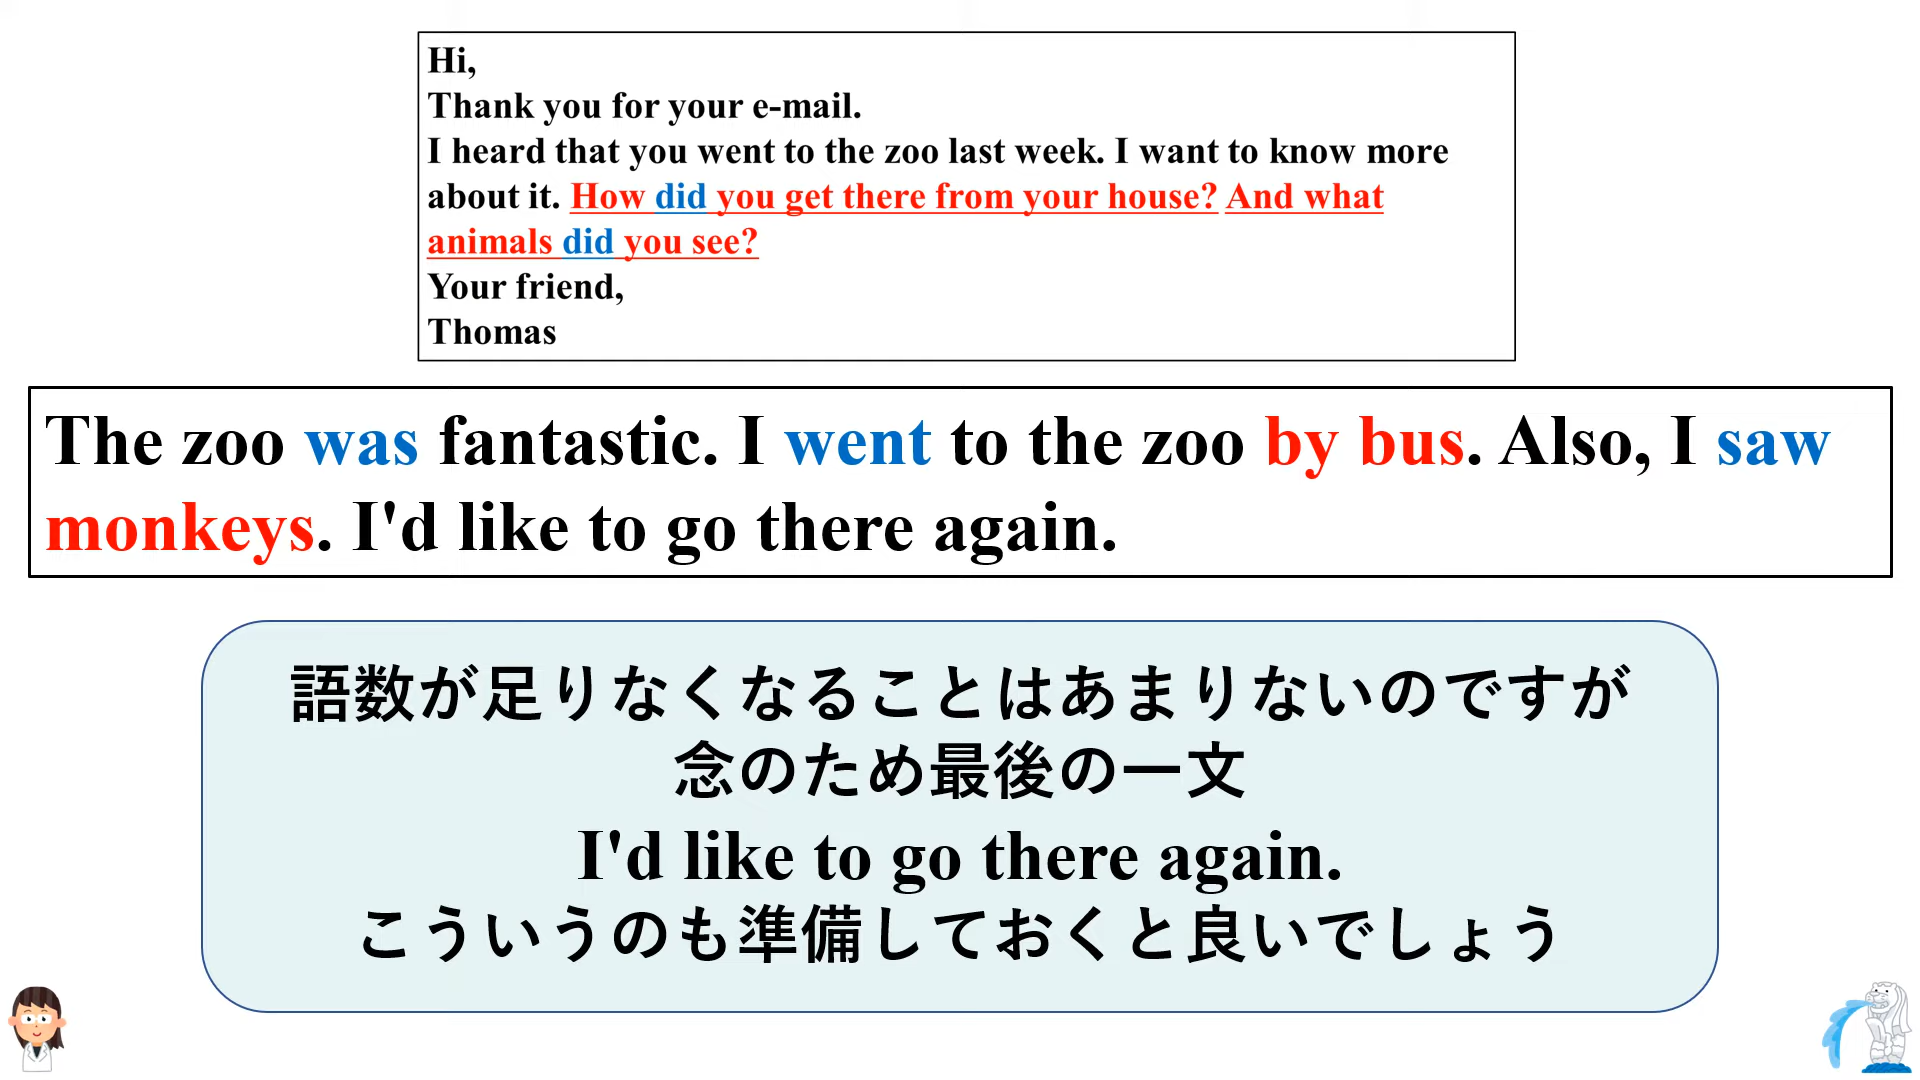 Hi,
Thank you for your e-mail.
I heard that you went to the zoo last week. I want to know more
about it. How did you get there from your house? And what
animals did you see?
Your friend,
Thomas
The zoo was fantastic. I went to the zoo by bus. Also, I saw
monkeys. I'd like to go there again.
語数が足りなくなることはあまりないのですが
念のため最後の一文
I'd like to go there again.
こういうのも準備しておくと良いでしょう